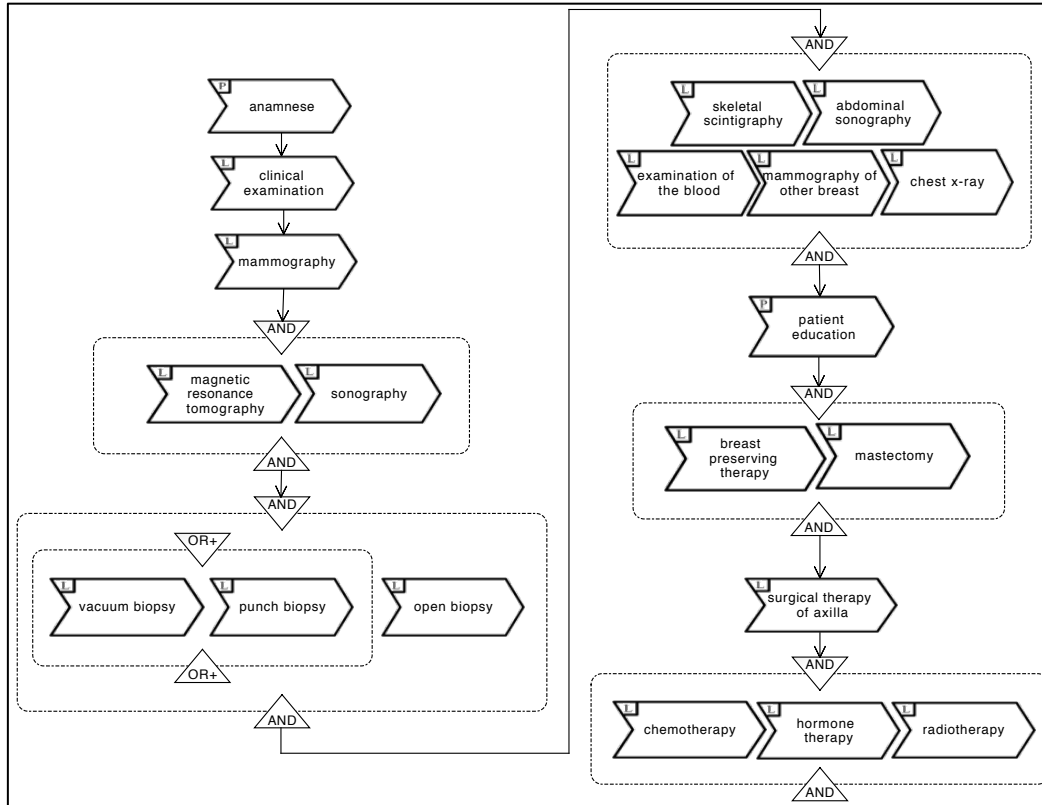 P
anamnese
L
clinical
examination
L
mammography
AND
L
magnetic
resonance
tomography
L
sonography
AND
AND
OR+
L
vacuum biopsy
L
punch biopsy
L
open biopsy
OR+
AND
AND
L
skeletal
scintigraphy
L
abdominal
sonography
L
examination of
the blood
L
mammography of
other breast
L
chest x-ray
AND
P
patient
education
AND
L
breast
preserving
therapy
L
mastectomy
AND
L
surgical therapy
of axilla
AND
L
chemotherapy
L
hormone
therapy
L
radiotherapy
AND